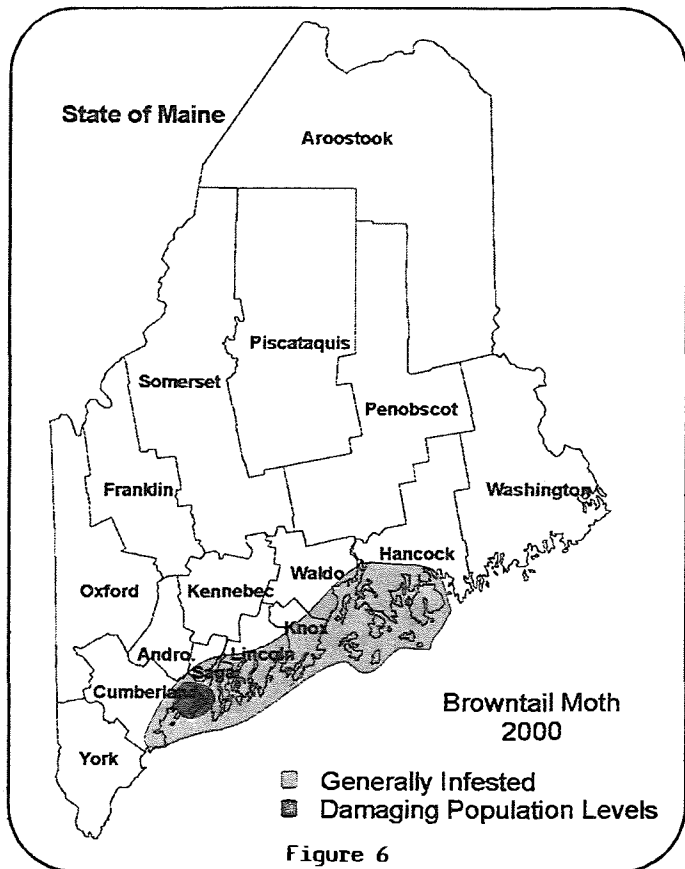 State of Maine
Aroostook
Piscataquis
Somerset
Penobscot
Franklin
Washington
Hancock
Waldo
Oxford
Kennebec
Knox
Andro.
Lincoln
Saga.
Cumberland
York
Browntail Moth
2000
Generally Infested
Damaging Population Levels
Figure 6